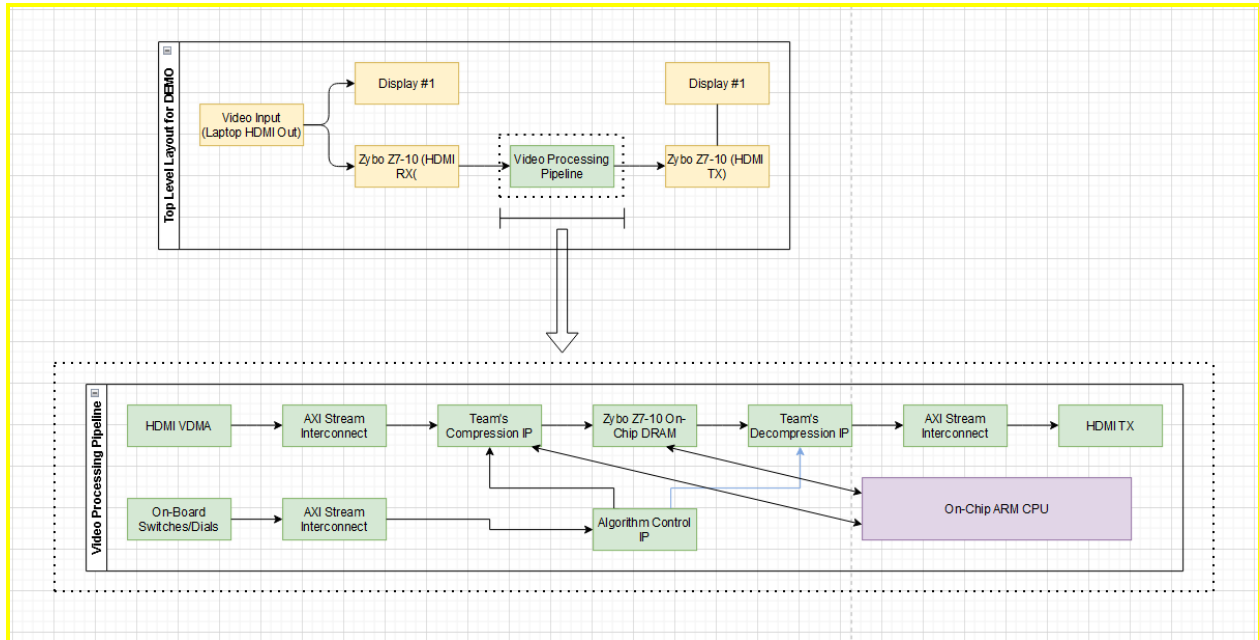 Top Level Layout for DEMO
Display #1
Display #1
Video Input
(Laptop HDMI Out)
Zybo Z7-10 (HDMI
RX(
Video Processing
Pipeline
Zybo Z7-10 (HDMI
TX)
Video Processing Pipeline
HDMI VDMA
AXI Stream
Interconnect
Team's
Compression IP
Zybo Z7-10 On-
Chip DRAM
Team's
Decompression IP
AXI Stream
Interconnect
HDMI TX
On-Board
Switches/Dials
AXI Stream
Interconnect
Algorithm Control
IP
On-Chip ARM CPU